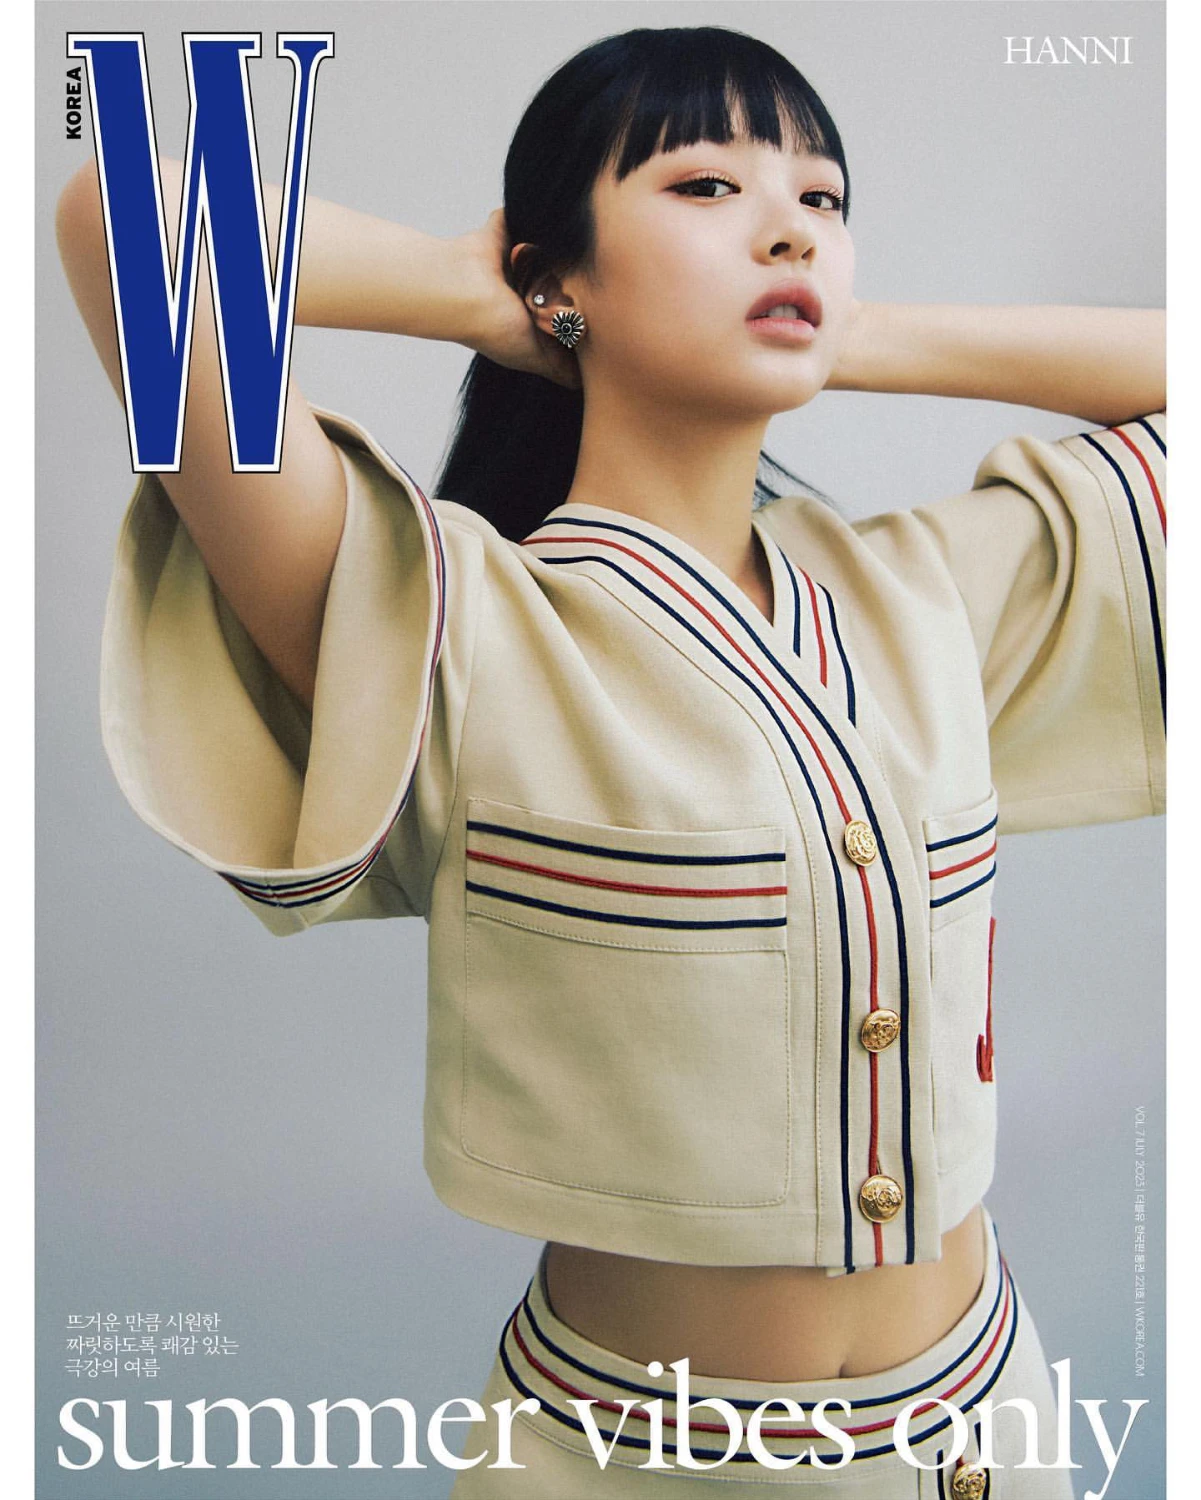 W
KOREA
HANNI
VOL.7 JULY 2023 | 더블유 한국판 통권 221호 | WKOREA.COM
뜨거운 만큼 시원한
짜릿하도록 쾌감 있는
극강의 여름
summer vibes only